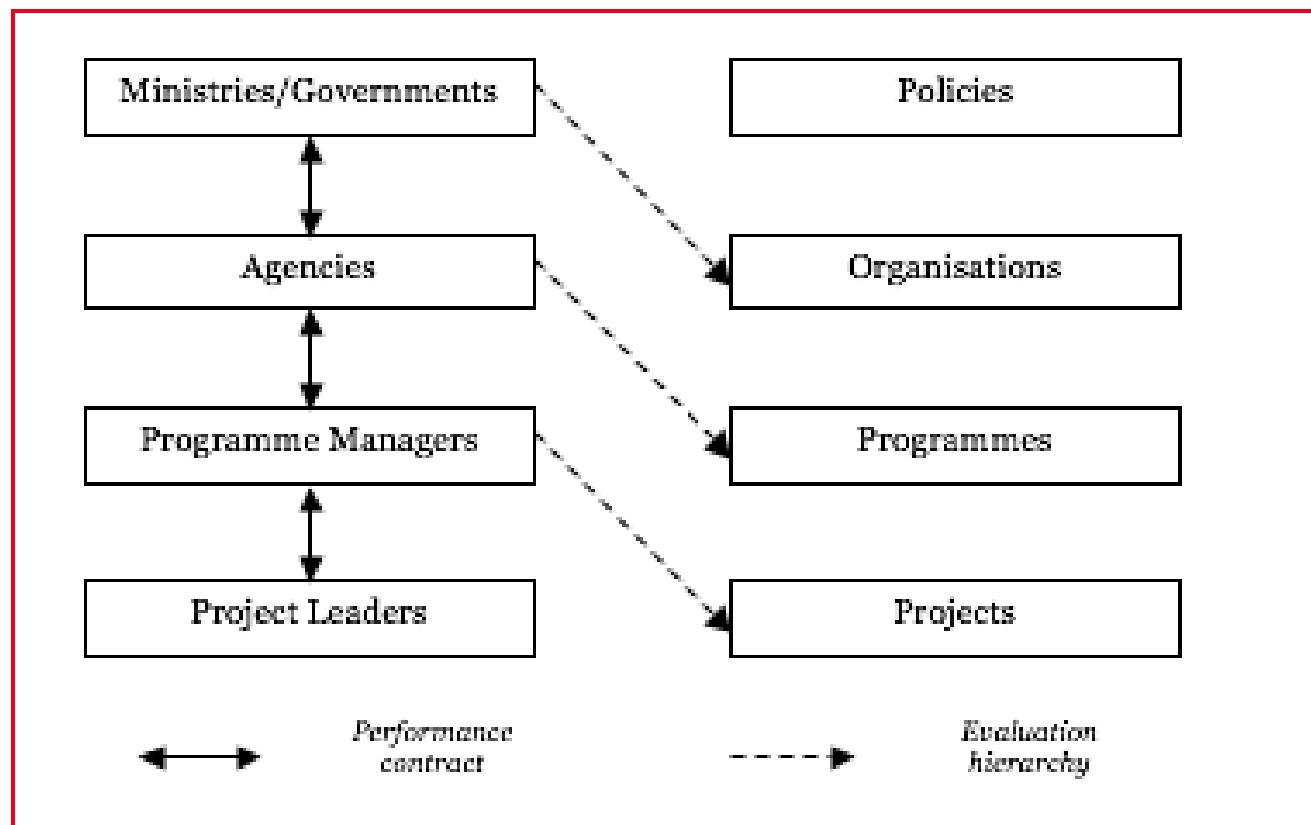 Ministries/Governments
Policies
Agencies
Organisations
Programme Managers
Programmes
Project Leaders
Projects
Performance
contract
Evaluation
hierarchy